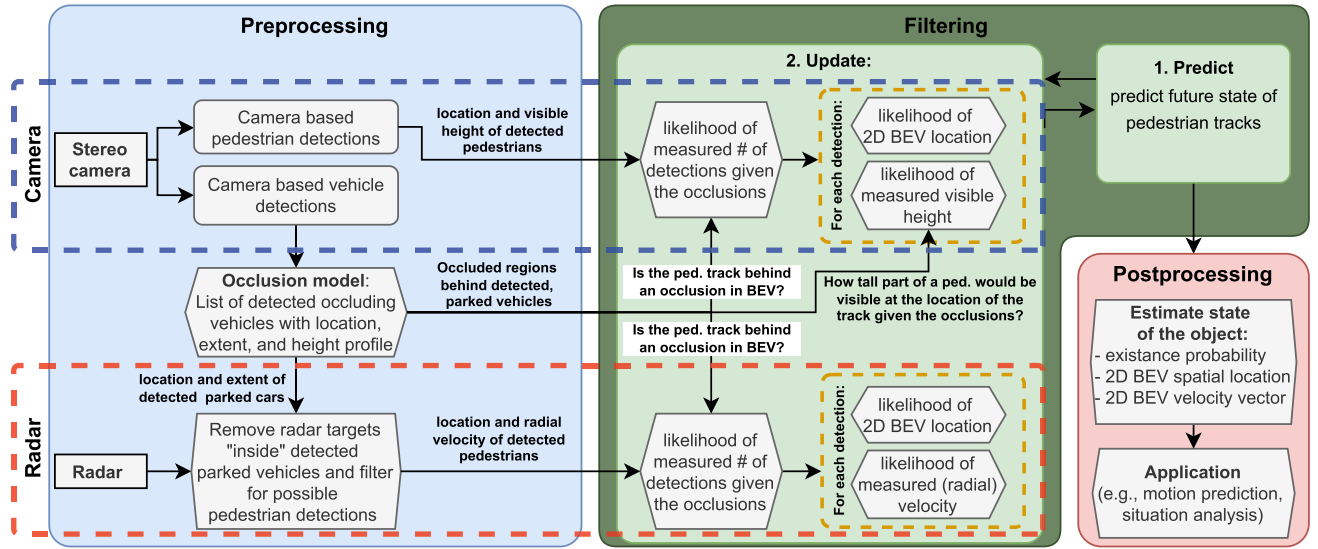 Preprocessing
Filtering
2. Update:
1. Predict
predict future state of
pedestrian tracks
Camera
Stereo
camera
Camera based
pedestrian detections
Camera based vehicle
detections
location and visible
height of detected
pedestrians
likelihood of
measured # of
detections given
the occlusions
For each detection:
likelihood of
2D BEV location
likelihood of
measured visible
height
Occlusion model:
List of detected occluding
vehicles with location,
extent, and height profile
Occluded regions
behind detected,
parked vehicles
Is the ped. track behind
an occlusion in BEV?
Is the ped. track behind
an occlusion in BEV?
How tall part of a ped. would be
visible at the location of the
track given the occlusions?
location and extent of
detected parked cars
Radar
Radar
Remove radar targets
"inside" detected
parked vehicles and filter
for possible
pedestrian detections
location and radial
velocity of detected
pedestrians
likelihood of
measured # of
detections given
the occlusions
For each detection:
likelihood of
2D BEV location
likelihood of
measured (radial)
velocity
Postprocessing
Estimate state
of the object:
- existance probability
- 2D BEV spatial location
- 2D BEV velocity vector
Application
(e.g., motion prediction,
situation analysis)